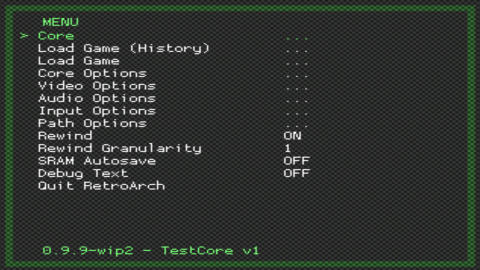 MENU
> Core ...
Load Game (History) ...
Load Game ...
Core Options ...
Video Options ...
Audio Options ...
Input Options ...
Path Options ...
Rewind ON
Rewind Granularity 1
SRAM Autosave OFF
Debug Text OFF
Quit RetroArch
0.9.9-wip2 - TestCore v1